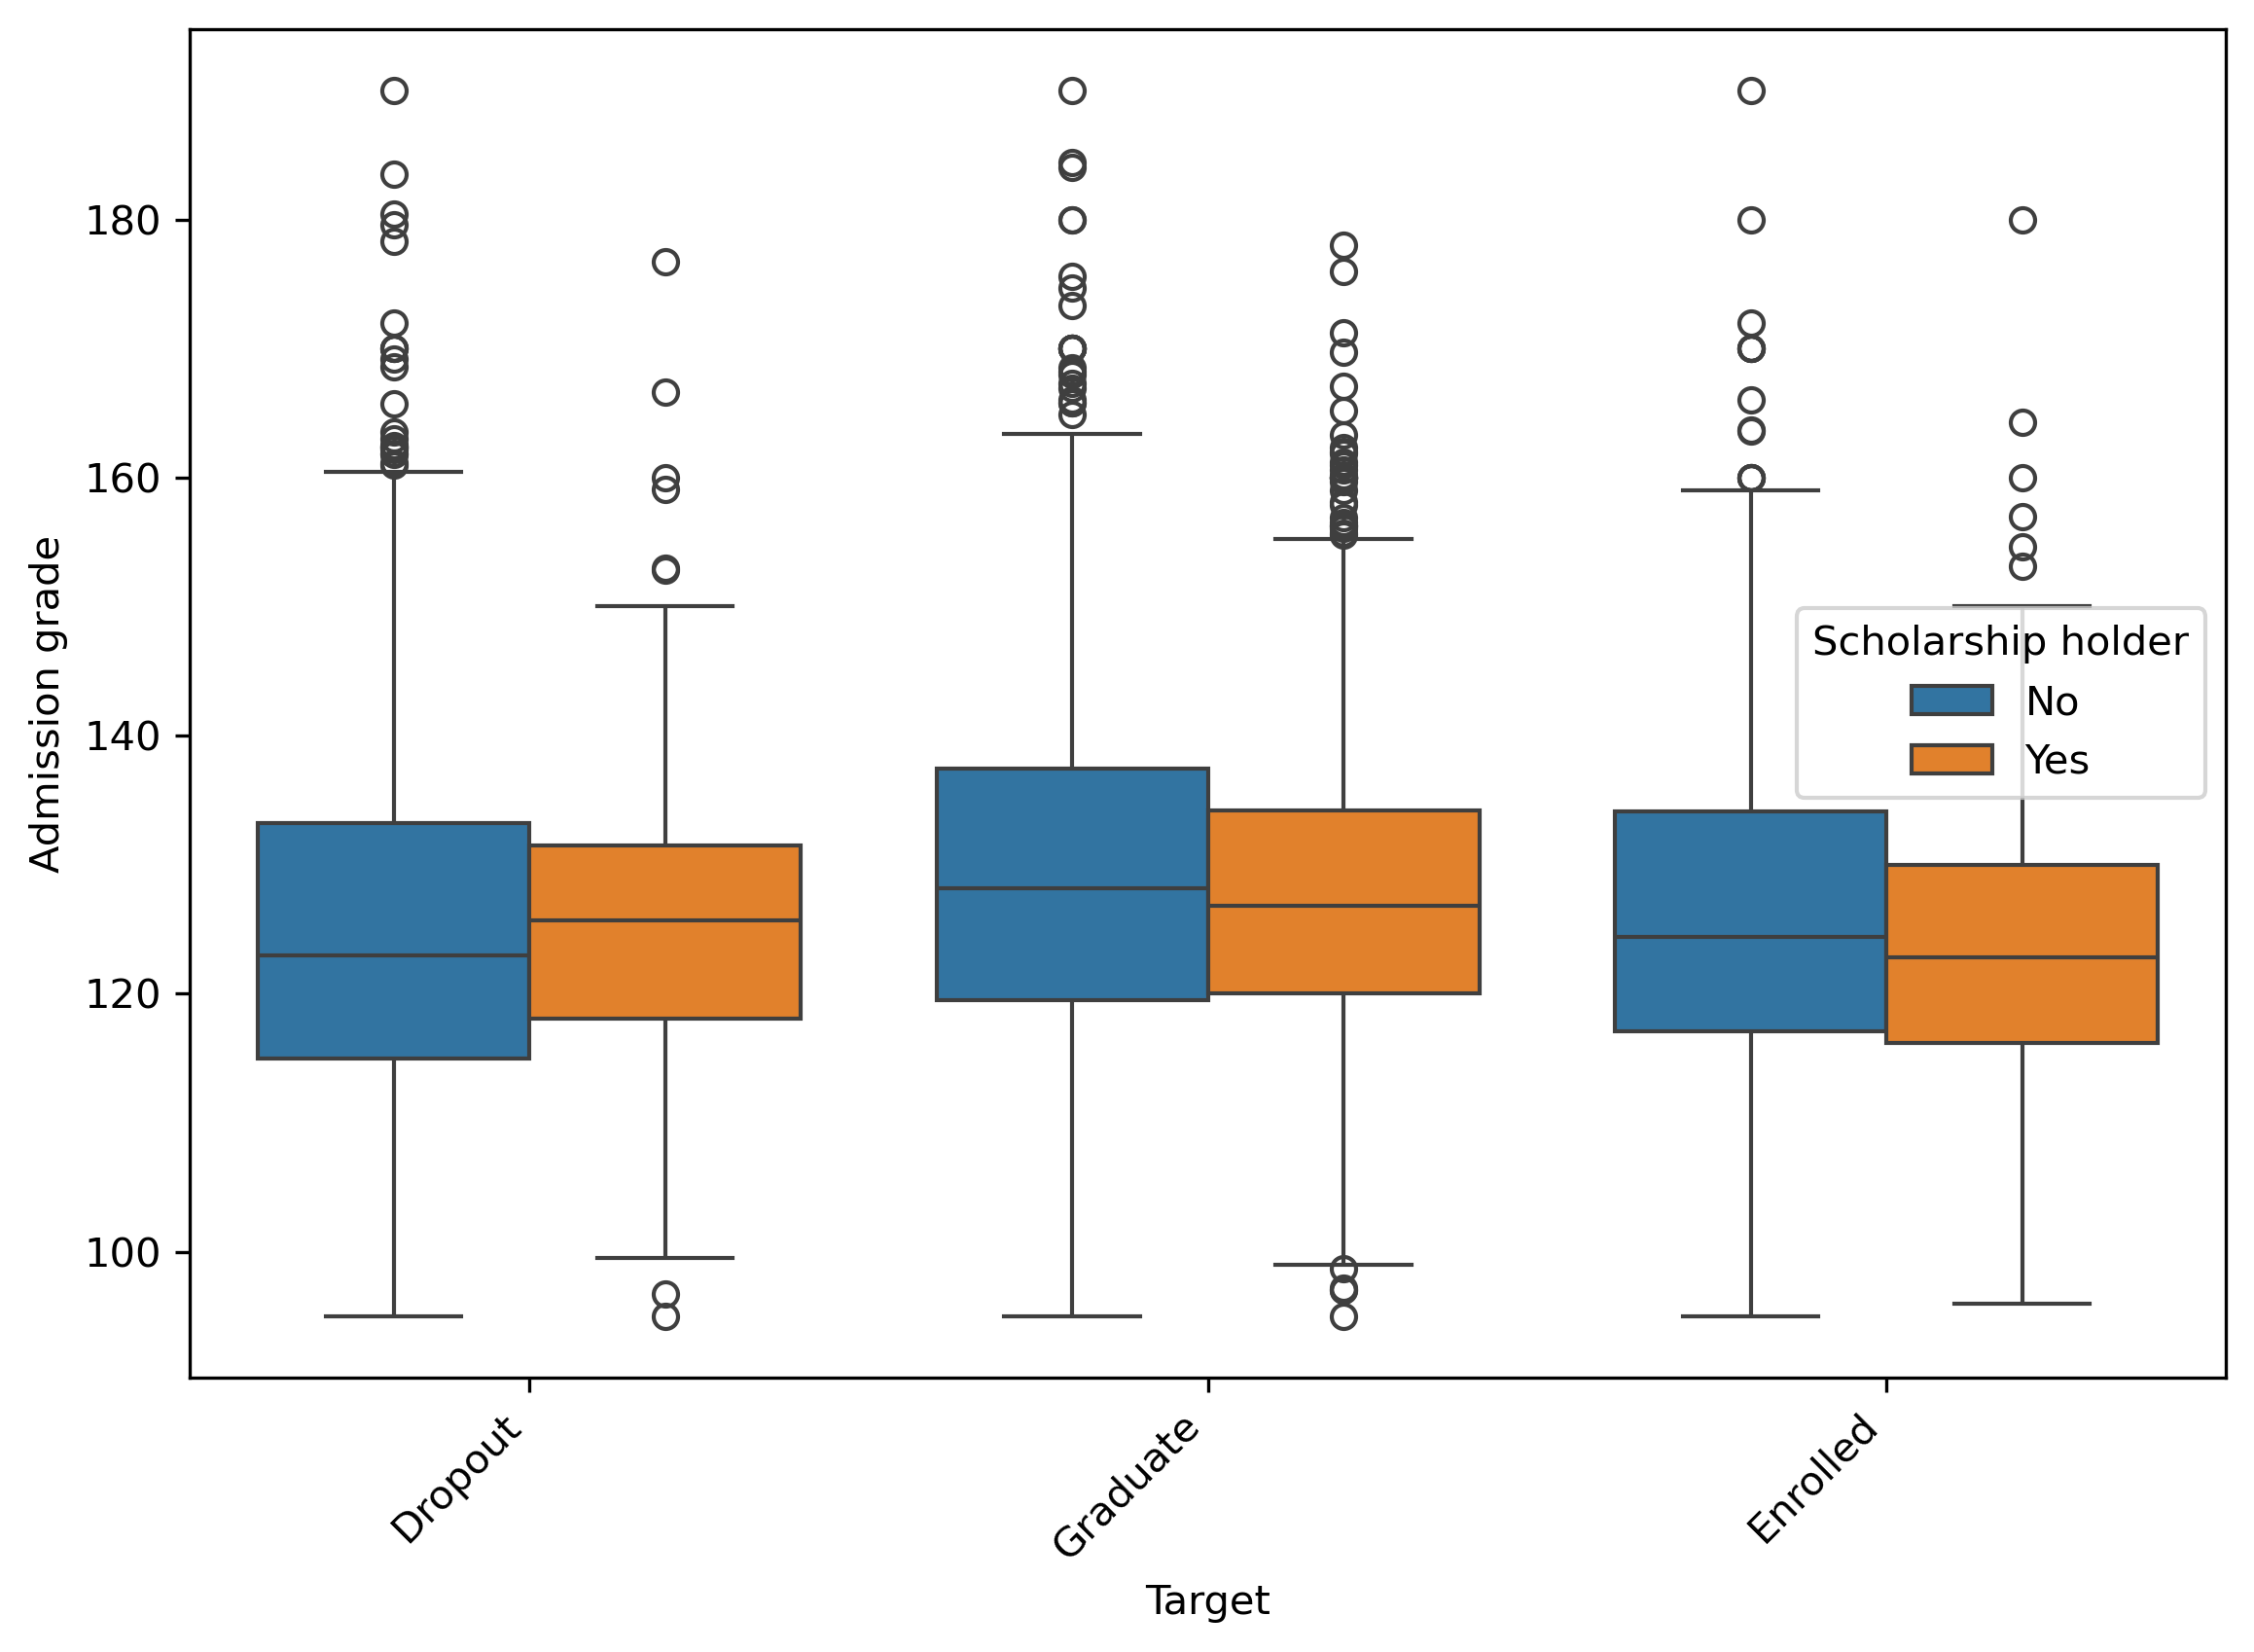 180
160
140
120
100
Admission grade
Scholarship holder
No
Yes
Dropout
Graduate
Enrolled
Target